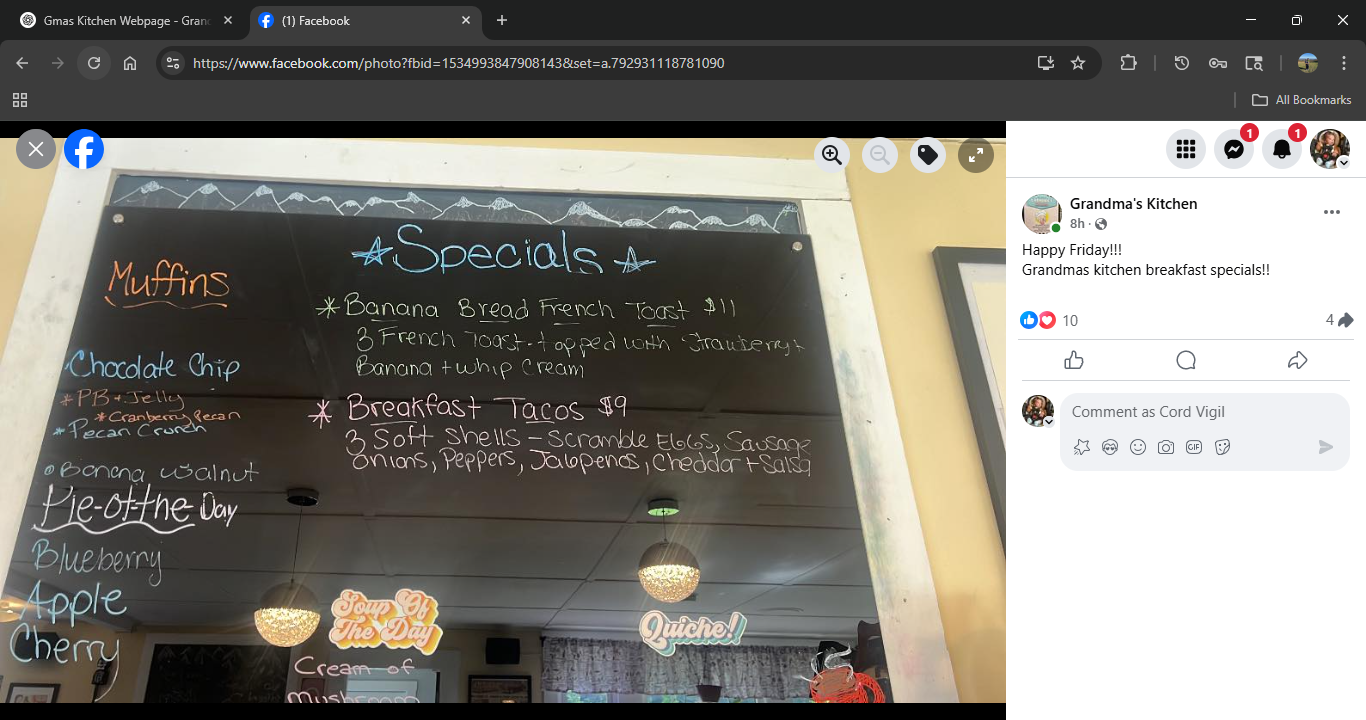 Gmas Kitchen Webpage - Gran
(1) Facebook
https://www.facebook.com/photo?fbid=1534993847908143&set=a.792931118781090
All Bookmarks
Specials
Muffins
Chocolate Chip
* PB + Jelly
* Cranberry Pecan
* Pecan Crunch
Banana Walnut
Pie-of-the-Day
Blueberry
Apple
Cherry
* Banana Bread French Toast $11
3 French Toast-topped with Strawberry +
Banana + whip Cream
* Breakfast Tacos $9
3 Soft Shells - Scramble EGGS, Sausage
Onions, Peppers, Jalapenos, Cheddar + Salsa
Soup Of
The Day
Cream of
mushroom
Quiche!
1
1
Grandma's Kitchen
8h ·
Happy Friday!!!
Grandmas kitchen breakfast specials!!
10
4
Comment as Cord Vigil
GIF